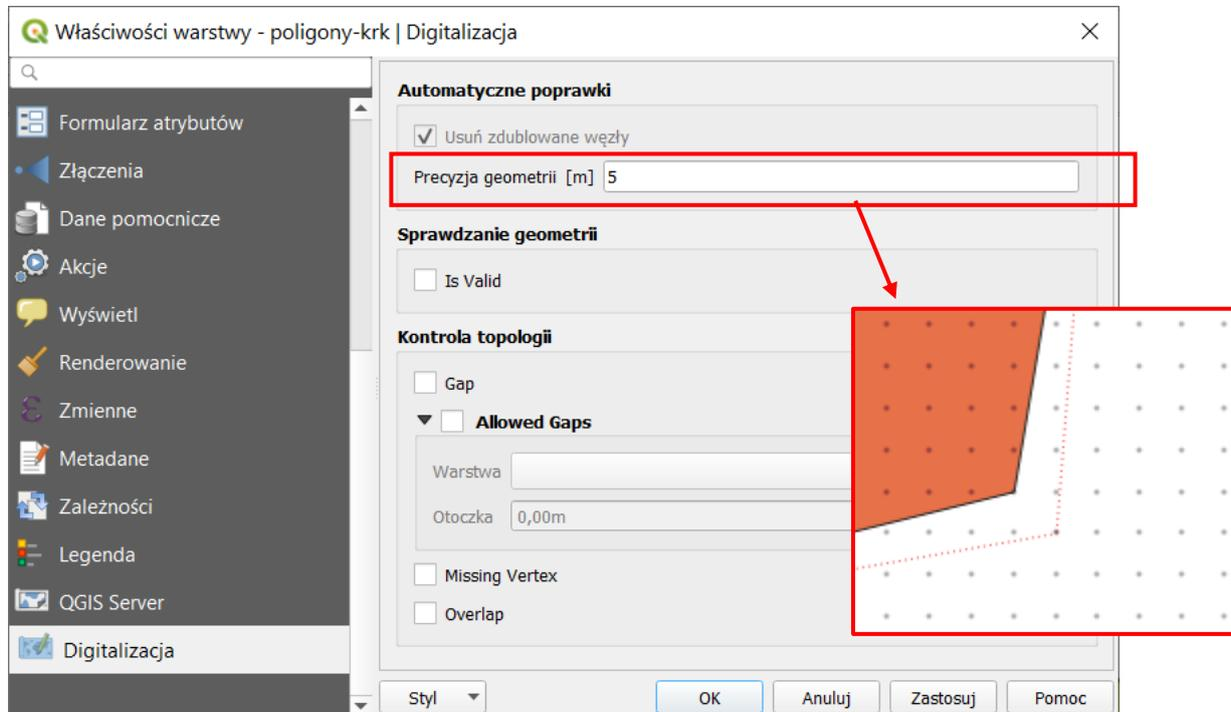 Właściwości warstwy - poligony-krk | Digitalizacja
Formularz atrybutów
Złączenia
Dane pomocnicze
Akcje
Wyświetl
Renderowanie
Zmienne
Metadane
Zależności
Legenda
QGIS Server
Digitalizacja
Automatyczne poprawki
Usuń zdublowane węzły
Precyzja geometrii [m] 5
Sprawdzanie geometrii
Is Valid
Kontrola topologii
Gap
Allowed Gaps
Warstwa
Otoczka 0,00m
Missing Vertex
Overlap
Styl OK Anuluj Zastosuj Pomoc